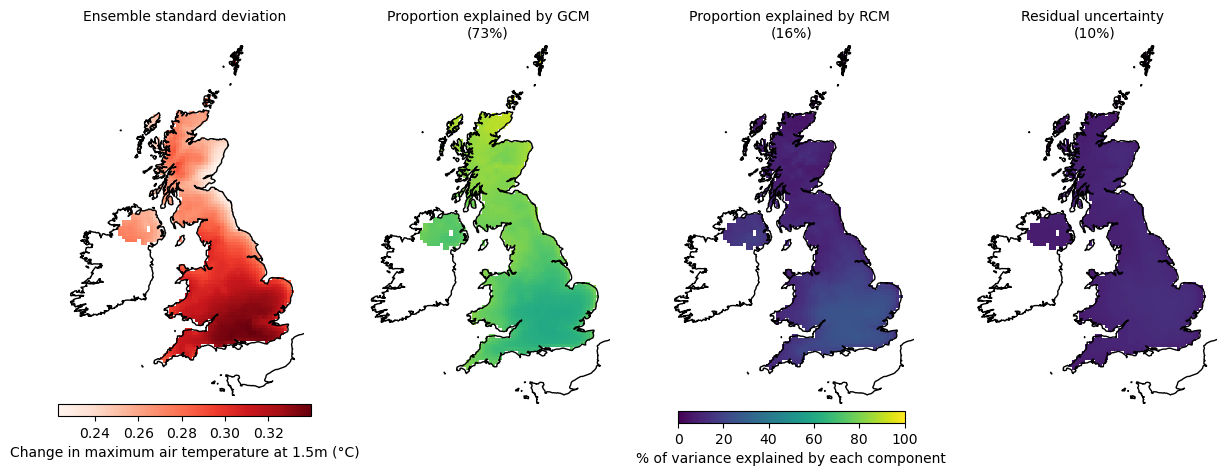 Ensemble standard deviation
Proportion explained by GCM
(73%)
Proportion explained by RCM
(16%)
Residual uncertainty
(10%)
0.24 0.26 0.28 0.30 0.32
Change in maximum air temperature at 1.5m (°C)
0 20 40 60 80 100
% of variance explained by each component